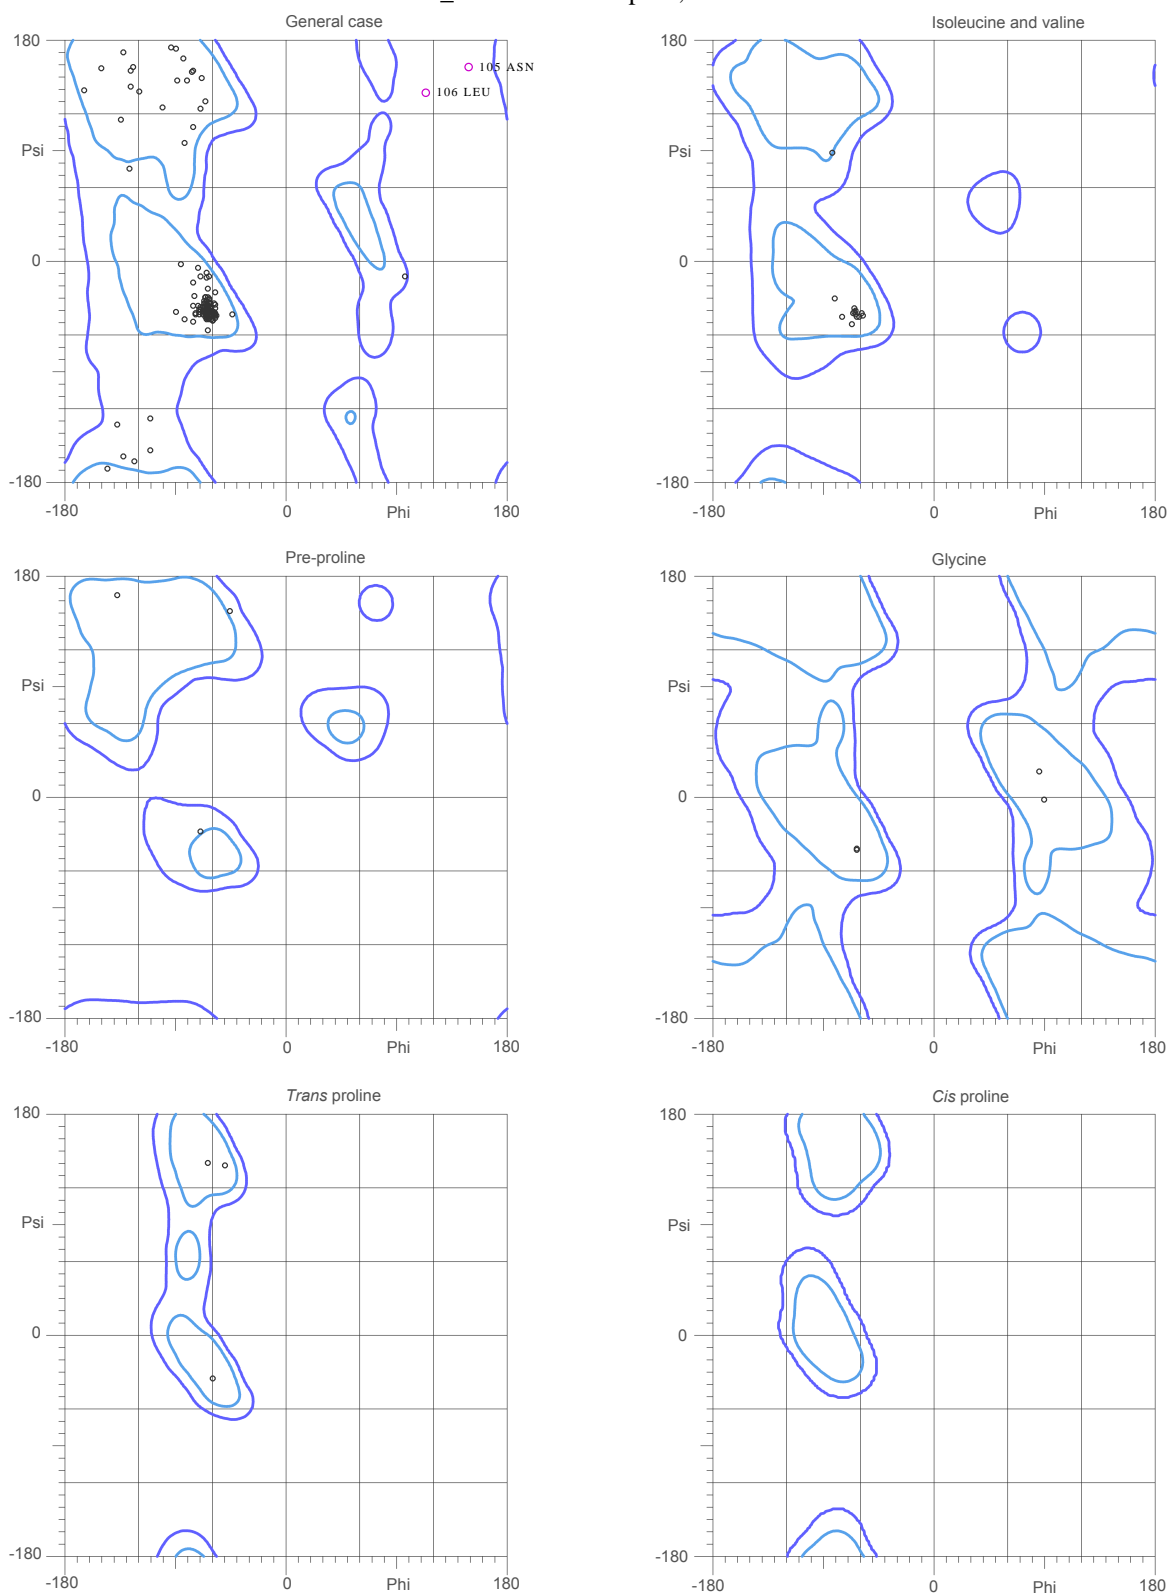 General case
180
105 ASN
106 LEU
Psi
0
-180
-180
0
Phi
180
Isoleucine and valine
180
Psi
0
-180
-180
0
Phi
180
Pre-proline
180
Psi
0
-180
-180
0
Phi
180
Glycine
180
Psi
0
-180
-180
0
Phi
180
Trans proline
180
Psi
0
-180
-180
0
Phi
180
Cis proline
180
Psi
0
-180
-180
0
Phi
180